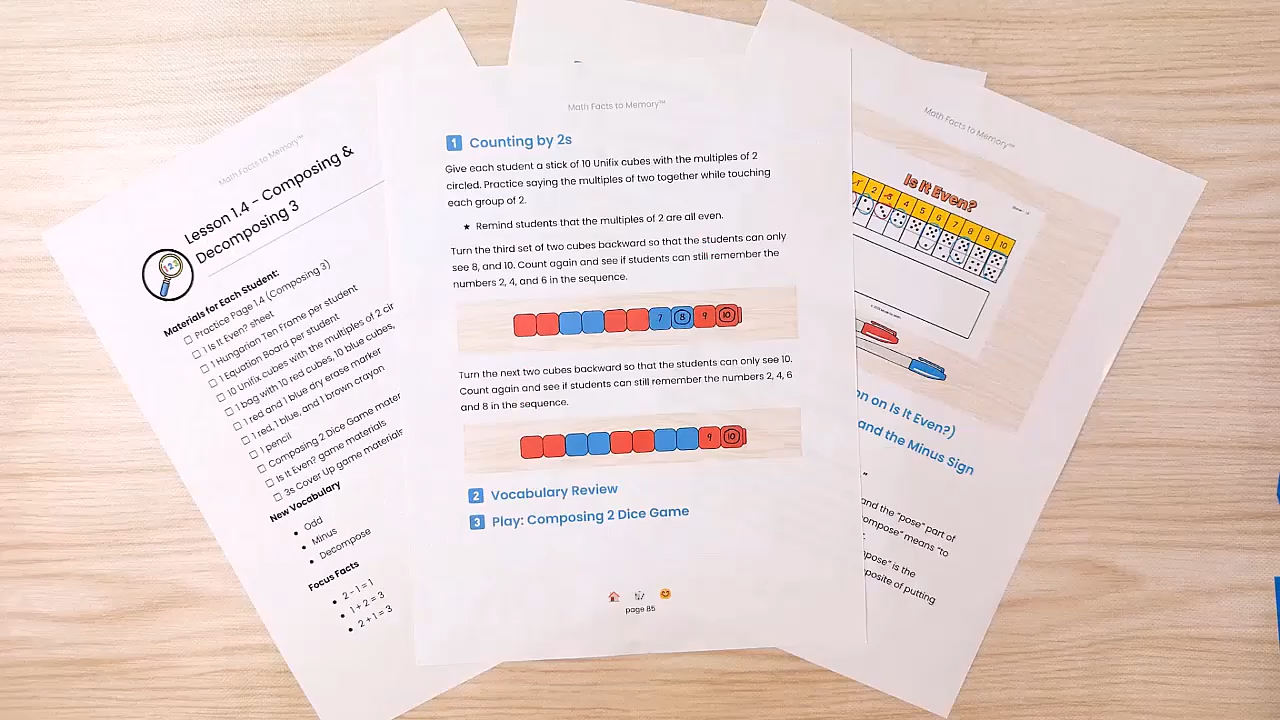 Math Facts to Memory™
Lesson 1.4 - Composing &
Decomposing 3
Materials for Each Student:
Practice Page 1.4 (Composing 3)
1 Is It Even? sheet
1 Hungarian Ten Frame per student
1 Equation Board per student
10 Unifix cubes with the multiples of 2 cir
1 bag with 10 red cubes, 10 blue cubes,
1 red and 1 blue dry erase marker
1 red, 1 blue, and 1 brown crayon
1 pencil
Composing 2 Dice Game mater
Is It Even? game materials
3s Cover Up game materials
New Vocabulary
• Odd
• Minus
• Decompose
Focus Facts
• 2 - 1 = 1
• 1 + 2 = 3
• 2 + 1 = 3
Math Facts to Memory™
1 Counting by 2s
Give each student a stick of 10 Unifix cubes with the multiples of 2
circled. Practice saying the multiples of two together while touching
each group of 2.
★ Remind students that the multiples of 2 are all even.
Turn the third set of two cubes backward so that the students can only
see 8, and 10. Count again and see if students can still remember the
numbers 2, 4, and 6 in the sequence.
7 8 9 10
Turn the next two cubes backward so that the students can only see 10.
Count again and see if students can still remember the numbers 2, 4, 6
and 8 in the sequence.
9 10
2 Vocabulary Review
3 Play: Composing 2 Dice Game
page 85
Math Facts to Memory™
Is It Even?
1 2 3 4 5 6 7 8 9 10
on on Is It Even?)
and the Minus Sign
and the "pose" part of
ompose" means "to
pose" is the
posite of putting